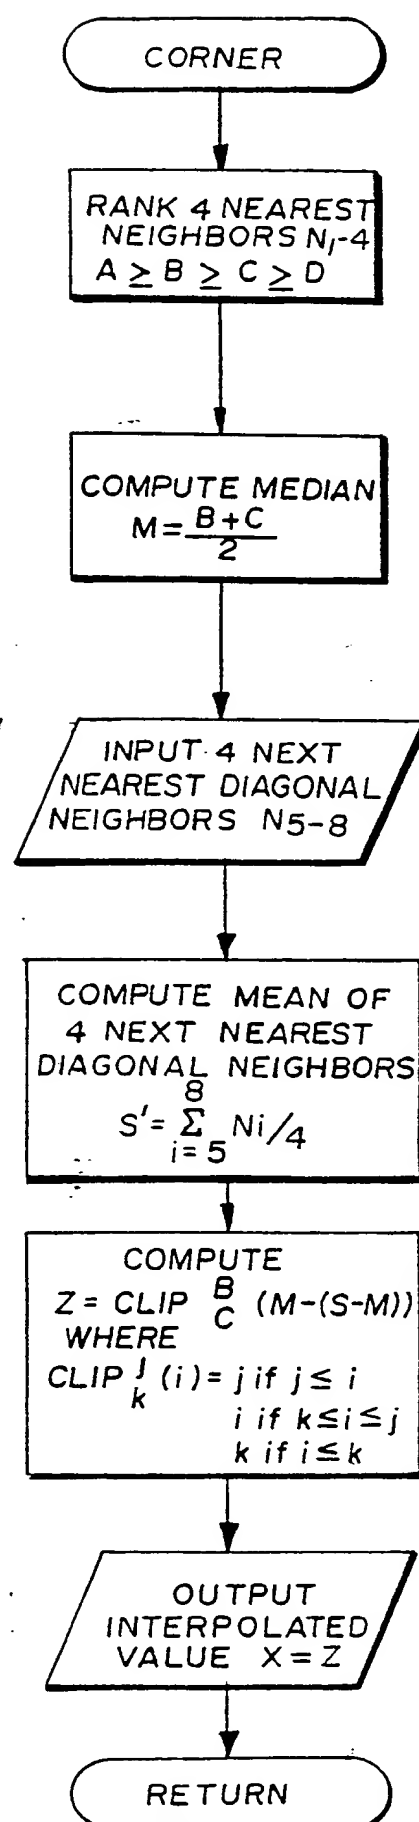 CORNER
RANK 4 NEAREST
NEIGHBORS N1-4
A ≥ B ≥ C ≥ D
COMPUTE MEDIAN
M = B+C
2
INPUT 4 NEXT
NEAREST DIAGONAL
NEIGHBORS N5-8
COMPUTE MEAN OF
4 NEXT NEAREST
DIAGONAL NEIGHBORS
8
S' = Σ Ni/4
i=5
COMPUTE
Z = CLIP B C (M-(S-M))
WHERE
CLIP j k (i) = j if j ≤ i
i if k ≤ i ≤ j
k if i ≤ k
OUTPUT
INTERPOLATED
VALUE X = Z
RETURN